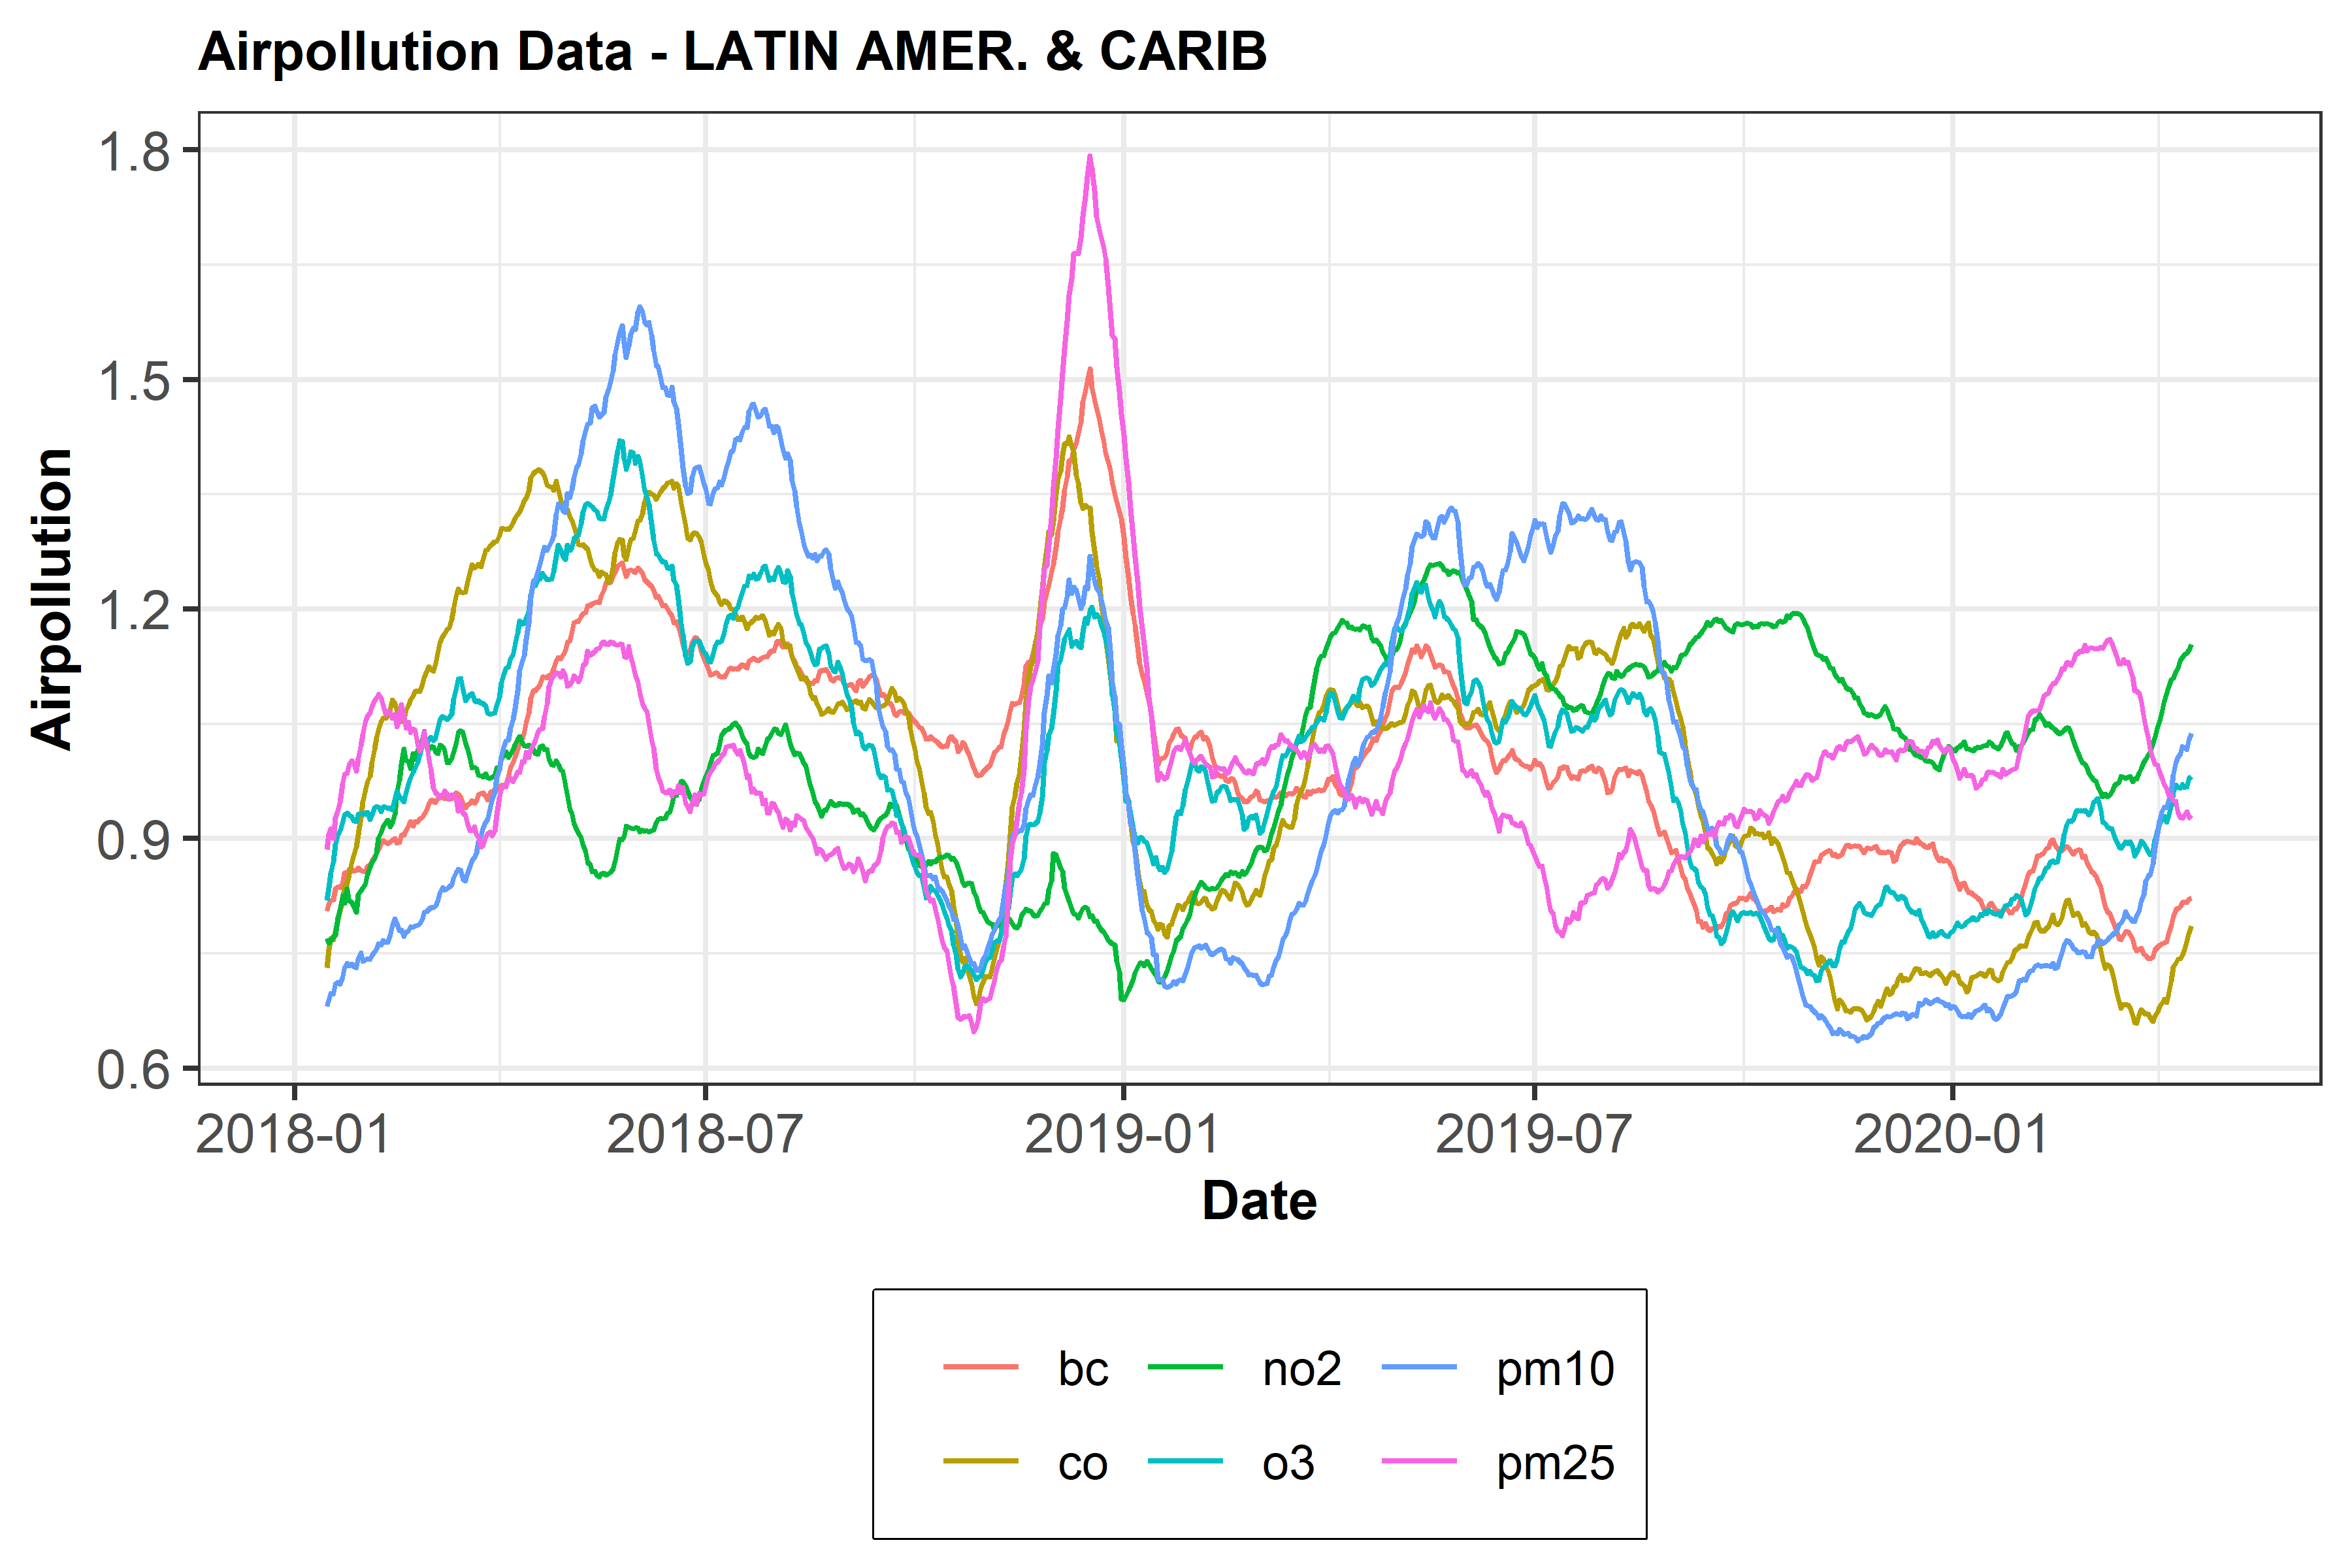 Airpollution Data - LATIN AMER. & CARIB
Airpollution
1.8
1.5
1.2
0.9
0.6
2018-01 2018-07 2019-01 2019-07 2020-01
Date
bc no2 pm10
co o3 pm25